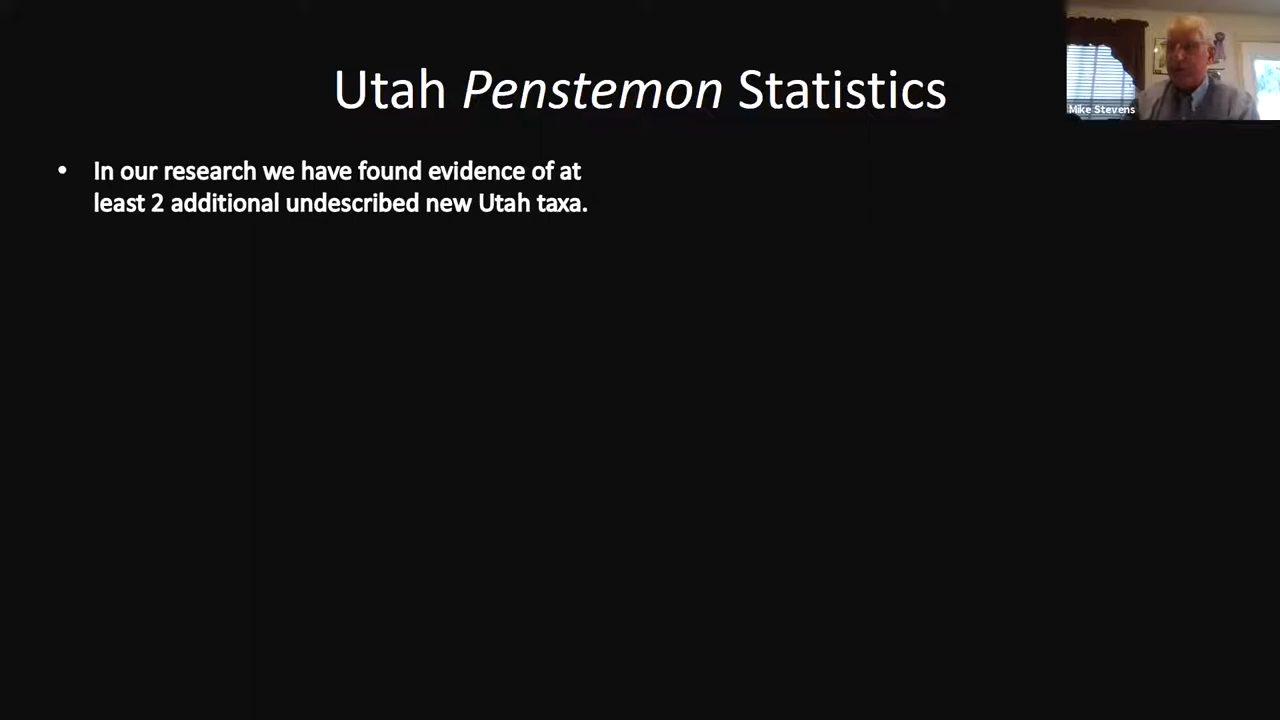 Utah Penstemon Statistics
Mike Stevens
• In our research we have found evidence of at
least 2 additional undescribed new Utah taxa.